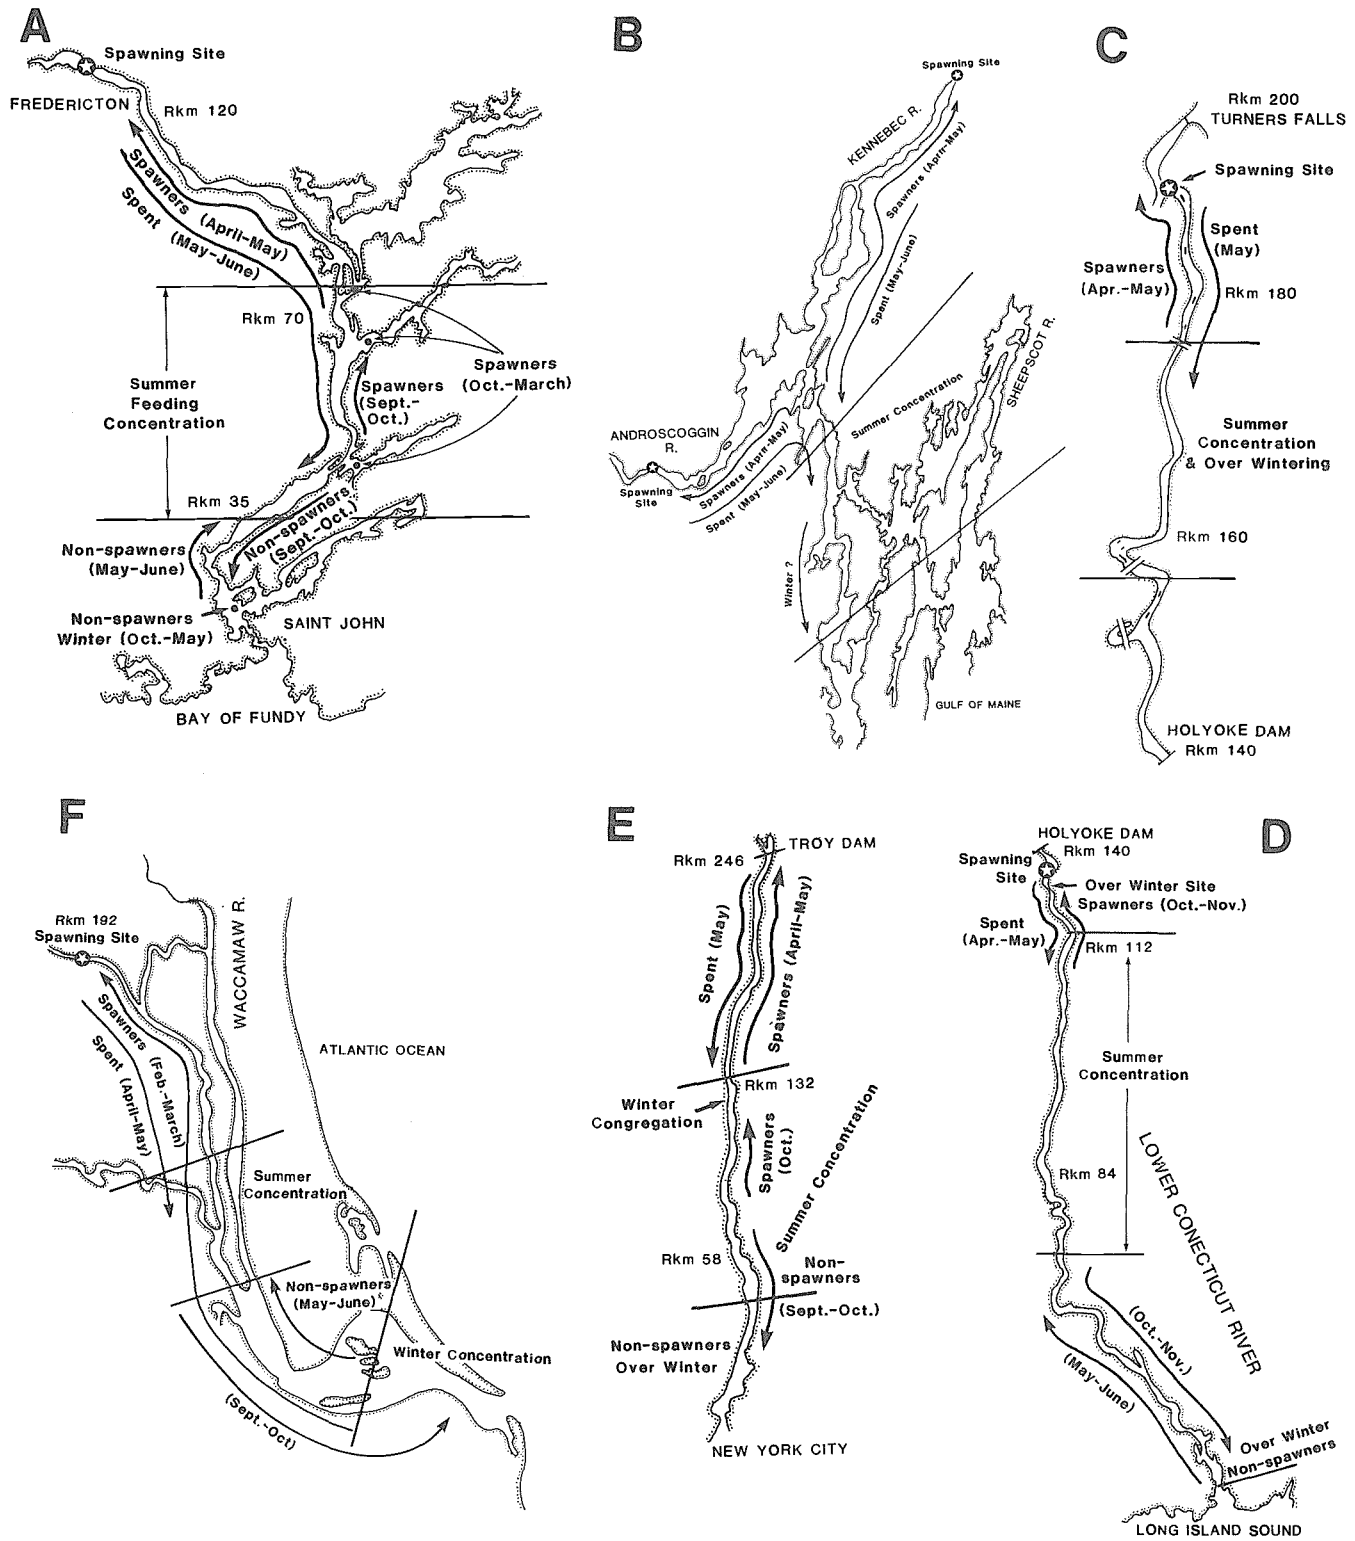 A
Spawning Site
FREDERICTON
Rkm 120
Spawners (April-May)
Spent (May-June)
Rkm 70
Summer
Feeding
Concentration
Spawners
(Oct.-March)
Spawners
(Sept.-
Oct.)
Rkm 35
Non-spawners
(Sept.-Oct.)
Non-spawners
(May-June)
Non-spawners
Winter (Oct.-May)
SAINT JOHN
BAY OF FUNDY
B
Spawning Site
KENNEBEC R.
Spawners (April-May)
Spent (May-June)
Summer Concentration
SHEEPSCOT R.
ANDROSCOGGIN
R.
Spawning
Site
Spawners (April-May)
Spent (May-June)
Winter ?
GULF OF MAINE
C
Rkm 200
TURNERS FALLS
Spawning Site
Spent
(May)
Spawners
(Apr.-May)
Rkm 180
Summer
Concentration
& Over Wintering
Rkm 160
HOLYOKE DAM
Rkm 140
F
Rkm 192
Spawning Site
WACCAMAW R.
ATLANTIC OCEAN
Spawners (Feb.-March)
Spent (April-May)
Summer
Concentration
Non-spawners
(May-June)
Winter Concentration
(Sept.-Oct)
E
TROY DAM
Rkm 246
Spent (May)
Spawners (April-May)
Rkm 132
Winter
Congregation
Spawners
(Oct.)
Summer Concentration
Rkm 58
Non-
spawners
(Sept.-Oct.)
Non-spawners
Over Winter
NEW YORK CITY
D
HOLYOKE DAM
Rkm 140
Spawning
Site
Over Winter Site
Spawners (Oct.-Nov.)
Spent
(Apr.-May)
Rkm 112
Summer
Concentration
Rkm 84
LOWER CONECTICUT RIVER
(Oct.-Nov.)
(May-June)
Over Winter
Non-spawners
LONG ISLAND SOUND